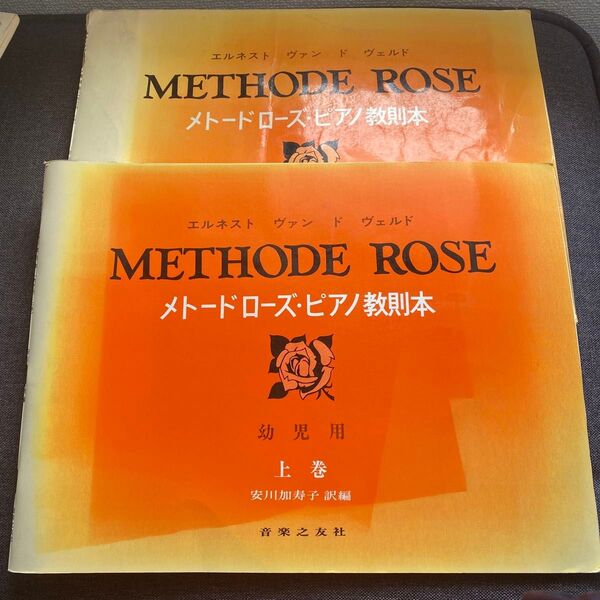 エルネスト ヴァン ド ヴェルド
METHODE ROSE
メトードローズ・ピアノ教則本
エルネスト ヴァン ド ヴェルド
METHODE ROSE
メトードローズ・ピアノ教則本
幼児用
上巻
安川加寿子 訳編
音楽之友社